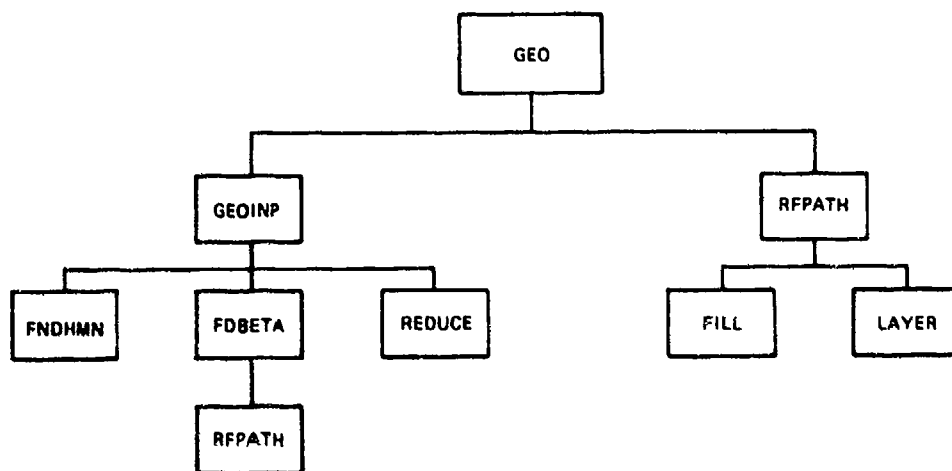 GEO
GEOINP
RFPATH
FNDHMN
FDBETA
REDUCE
FILL
LAYER
RFPATH